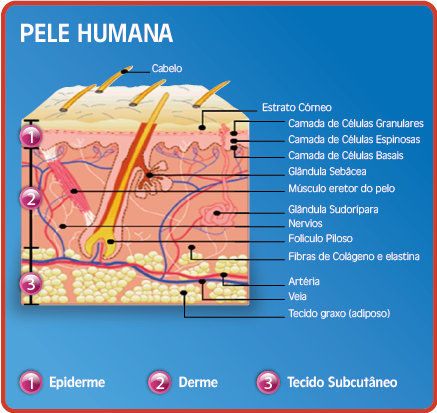 PELE HUMANA
Cabelo
Estrato Córneo
Camada de Células Granulares
Camada de Células Espinosas
Camada de Células Basais
Glândula Sebácea
Músculo eretor do pelo
Glândula Sudorípara
Nervios
Folículo Piloso
Fibras de Colágeno e elastina
Artéria
Veia
Tecido graxo (adiposo)
1
2
3
1 Epiderme 2 Derme 3 Tecido Subcutâneo